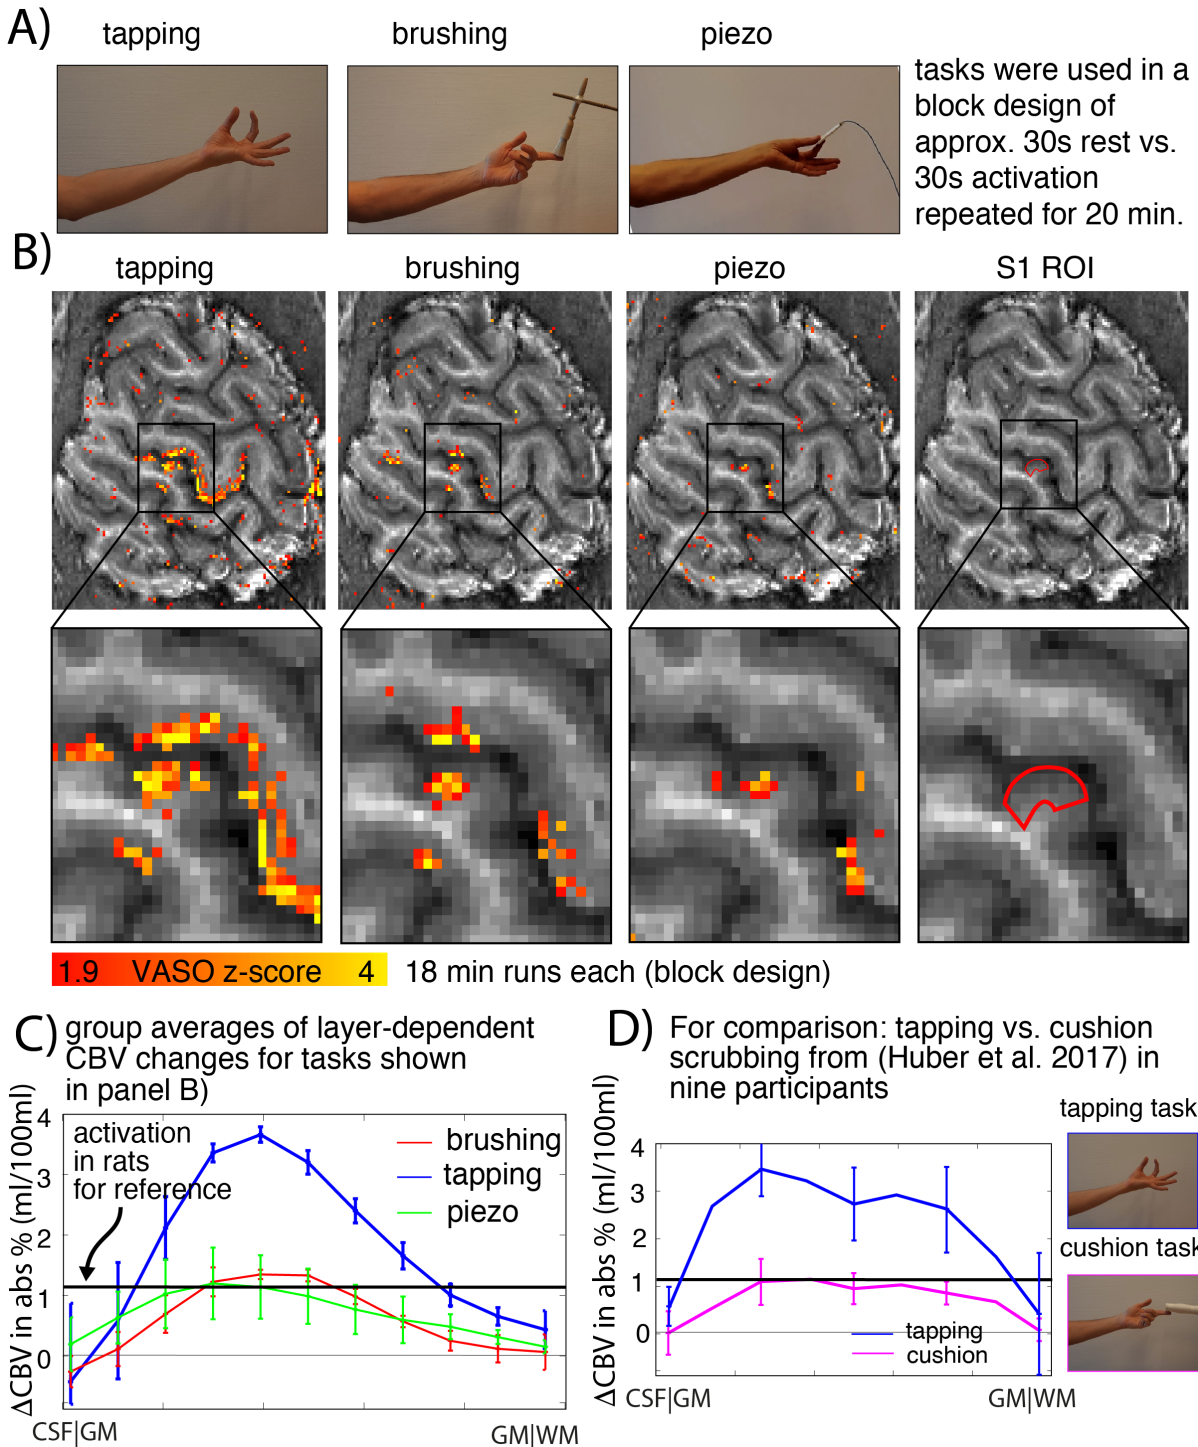 A)
tapping
brushing
piezo
tasks were used in a
block design of
approx. 30s rest vs.
30s activation
repeated for 20 min.
B)
tapping
brushing
piezo
S1 ROI
1.9 VASO z-score 4
18 min runs each (block design)
C)
group averages of layer-dependent
CBV changes for tasks shown
in panel B)
ΔCBV in abs % (ml/100ml)
4
3
2
1
0
activation
in rats
for reference
brushing
tapping
piezo
CSF|GM
GM|WM
D)
For comparison: tapping vs. cushion
scrubbing from (Huber et al. 2017) in
nine participants
ΔCBV in abs % (ml/100ml)
4
3
2
1
0
tapping
cushion
CSF|GM
GM|WM
tapping task
cushion task